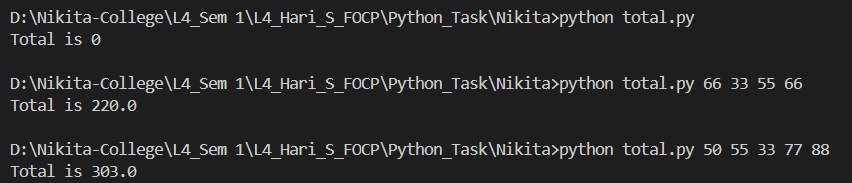 D:\Nikita-College\L4_Sem 1\L4_Hari_S_FOCP\Python_Task\Nikita>python total.py
Total is 0
D:\Nikita-College\L4_Sem 1\L4_Hari_S_FOCP\Python_Task\Nikita>python total.py 66 33 55 66
Total is 220.0
D:\Nikita-College\L4_Sem 1\L4_Hari_S_FOCP\Python_Task\Nikita>python total.py 50 55 33 77 88
Total is 303.0